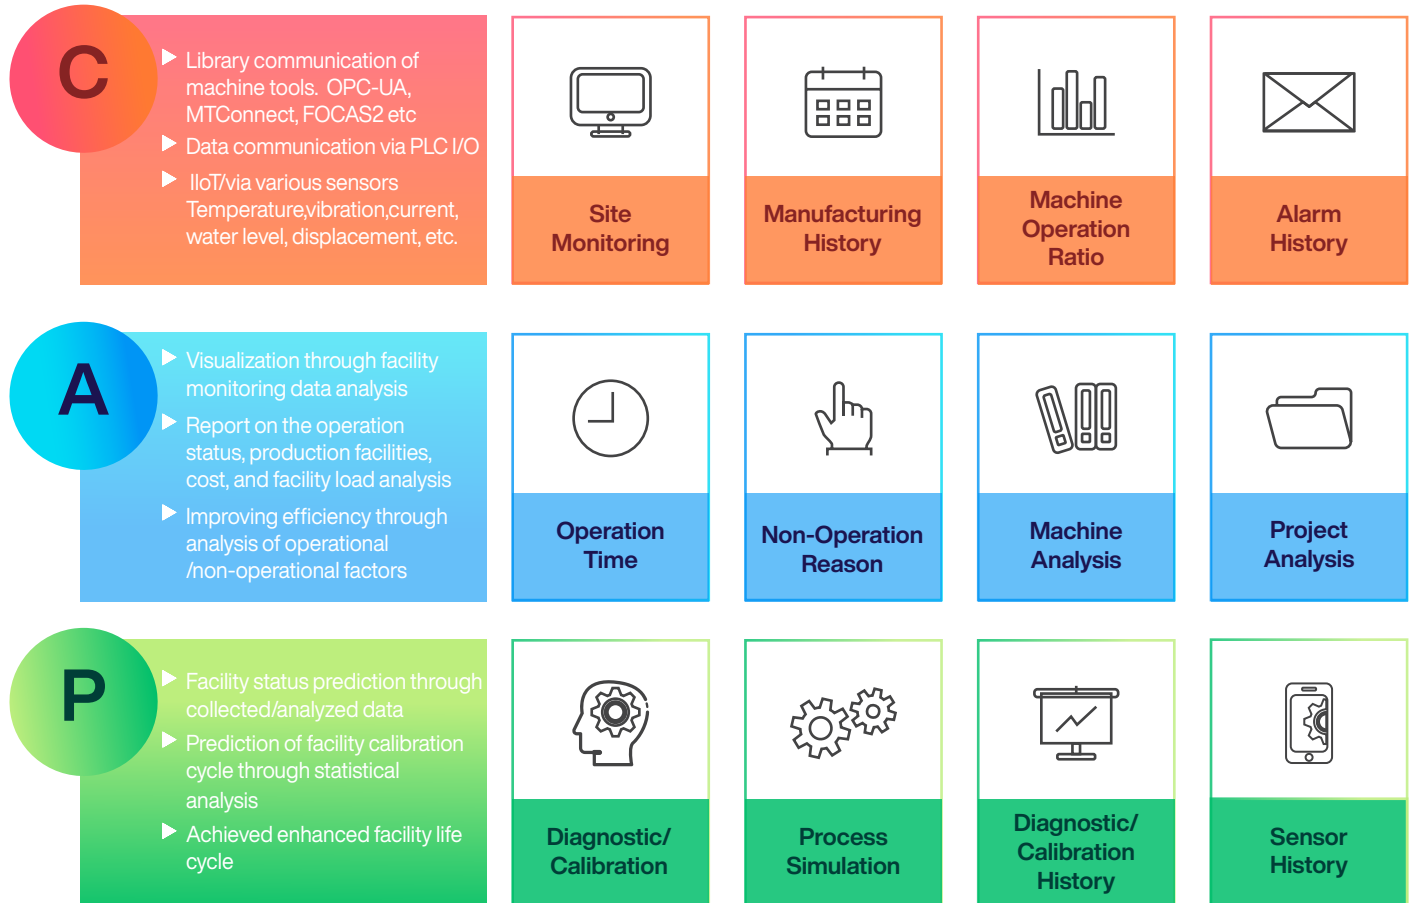 C
Library communication of
machine tools.  OPC-UA,
MTConnect, FOCAS2 etc
Data communication via PLC I/O
IIoT/via various sensors
Temperature,vibration,current,
water level, displacement, etc.
Site
Monitoring
Manufacturing
History
Machine
Operation
Ratio
Alarm
History
A
Visualization through facility
monitoring data analysis
Report on the operation
status, production facilities,
cost, and facility load analysis
Improving efficiency through
analysis of operational
/non-operational factors
Operation
Time
Non-Operation
Reason
Machine
Analysis
Project
Analysis
P
Facility status prediction through
collected/analyzed data
Prediction of facility calibration
cycle through statistical
analysis
Achieved enhanced facility life
cycle
Diagnostic/
Calibration
Process
Simulation
Diagnostic/
Calibration
History
Sensor
History